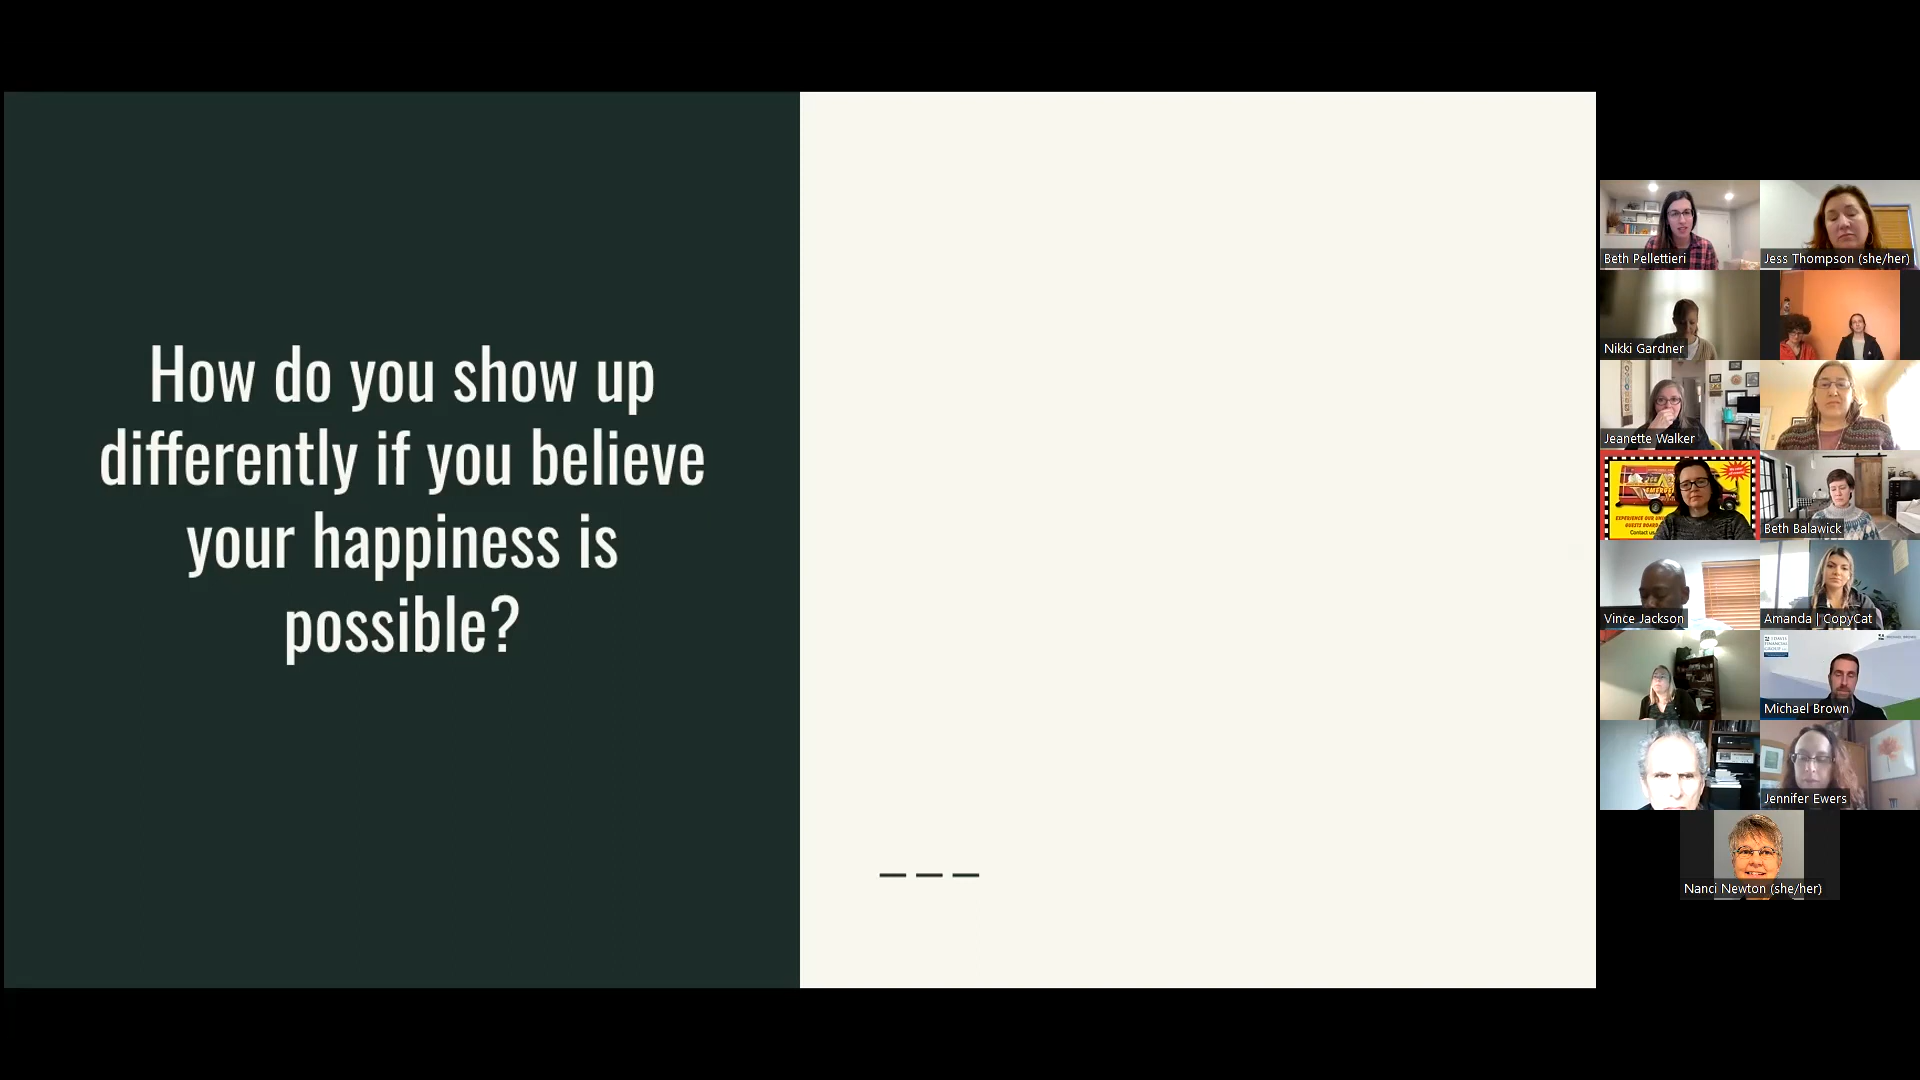 How do you show up
differently if you believe
your happiness is
possible?
Beth Pellettieri
Jess Thompson (she/her)
Nikki Gardner
Jeanette Walker
Beth Balawick
Vince Jackson
Amanda | CopyCat
Michael Brown
Jennifer Ewers
Nanci Newton (she/her)